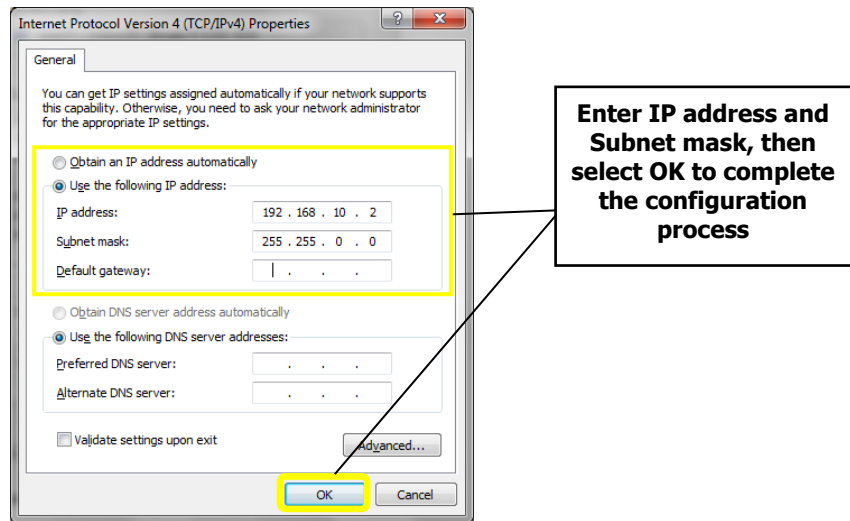 Internet Protocol Version 4 (TCP/IPv4) Properties
General
You can get IP settings assigned automatically if your network supports
this capability. Otherwise, you need to ask your network administrator
for the appropriate IP settings.
Obtain an IP address automatically
Use the following IP address:
IP address: 192 . 168 . 10 . 2
Subnet mask: 255 . 255 . 0 . 0
Default gateway: . . .
Obtain DNS server address automatically
Use the following DNS server addresses:
Preferred DNS server: . . .
Alternate DNS server: . . .
Validate settings upon exit
Advanced...
OK Cancel
Enter IP address and
Subnet mask, then
select OK to complete
the configuration
process